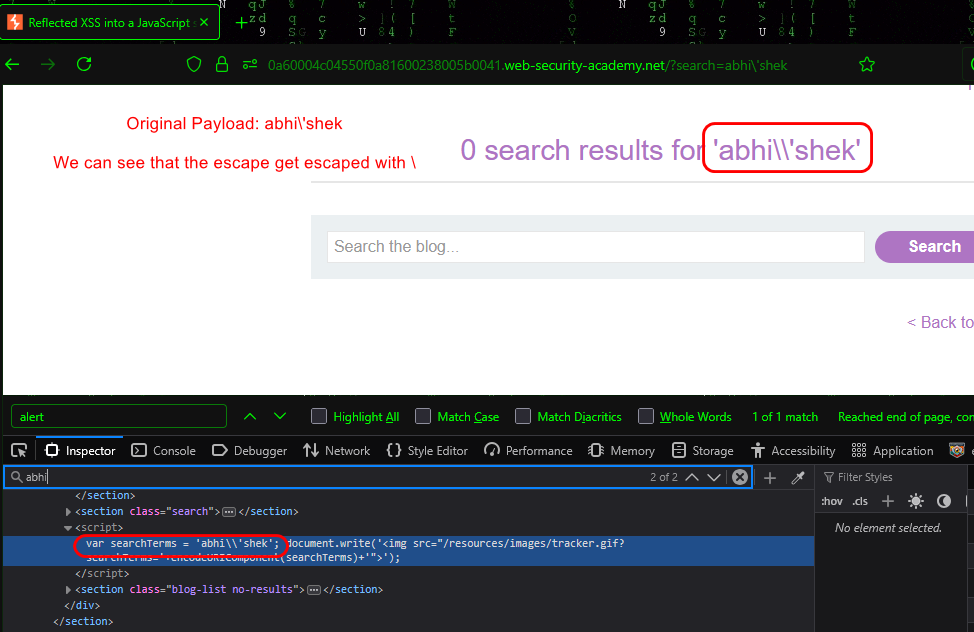 Reflected XSS into a JavaScript s
0a60004c04550f0a81600238005b0041.web-security-academy.net/?search=abhi\'shek
Original Payload: abhi\'shek
We can see that the escape get escaped with \
0 search results for 'abhi\\'shek'
Search the blog...
Search
< Back to
alert
Highlight All
Match Case
Match Diacritics
Whole Words
1 of 1 match
Reached end of page, con
Inspector
Console
Debugger
Network
Style Editor
Performance
Memory
Storage
Accessibility
Application
abhi
2 of 2
Filter Styles
:hov .cls
No element selected.
</section>
<section class="search"> </section>
<script>
var searchTerms = 'abhi\\'shek'; document.write('<img src="/resources/images/tracker.gif?
searchTerms='+encodeURIComponent(searchTerms)+'">');
</script>
<section class="blog-list no-results"> </section>
</div>
</section>